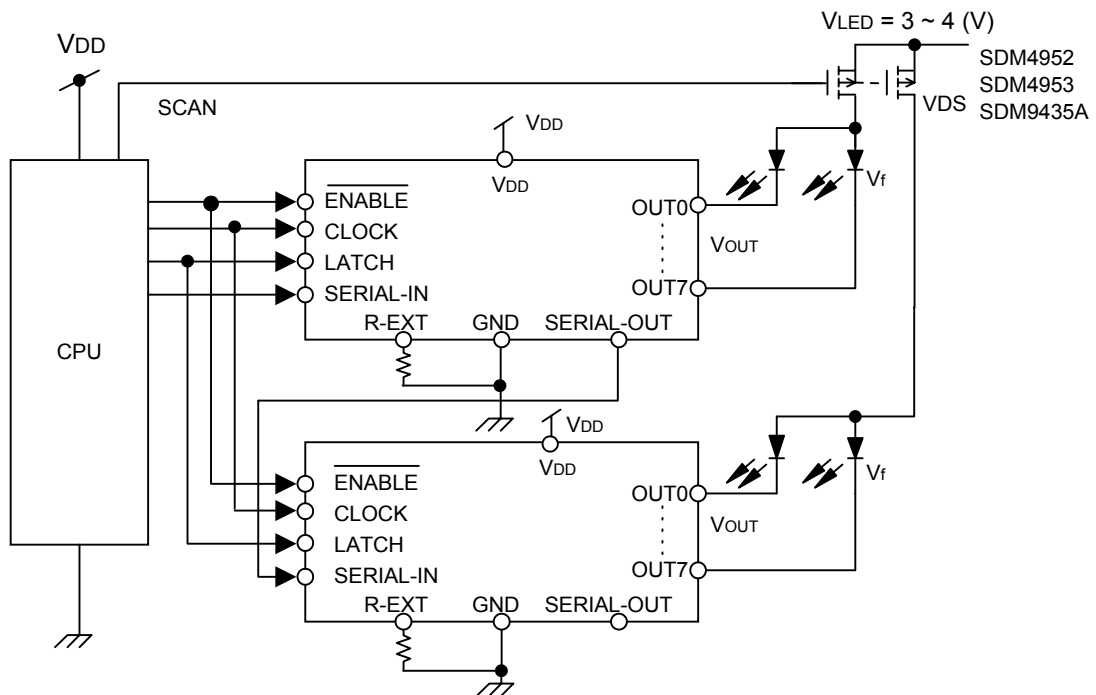 VLED = 3 ~ 4 (V)
VDD
SDM4952
SDM4953
SDM9435A
VDS
SCAN
VDD
VDD
ENABLE
CLOCK
LATCH
SERIAL-IN
OUT0
OUT7
VOUT
Vf
R-EXT GND SERIAL-OUT
CPU
VDD
VDD
ENABLE
CLOCK
LATCH
SERIAL-IN
OUT0
OUT7
VOUT
Vf
R-EXT GND SERIAL-OUT